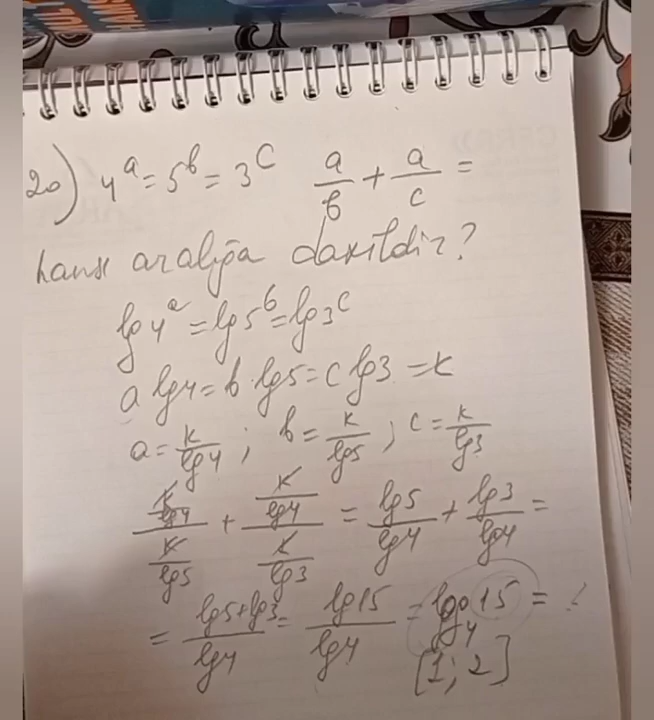 20) 4^a = 5^b = 3^c   a/b + a/c =
hansı aralığa daxildir?
lg4^a = lg5^b = lg3^c
a lg4 = b·lg5 = c lg3 = k
a = k/lg4 ; b = k/lg5 ; c = k/lg3
(k/lg4)/(k/lg5) + (k/lg4)/(k/lg3) = lg5/lg4 + lg3/lg4 =
= (lg5+lg3)/lg4 = lg15/lg4 = log₄15 = ?
[1; 2]